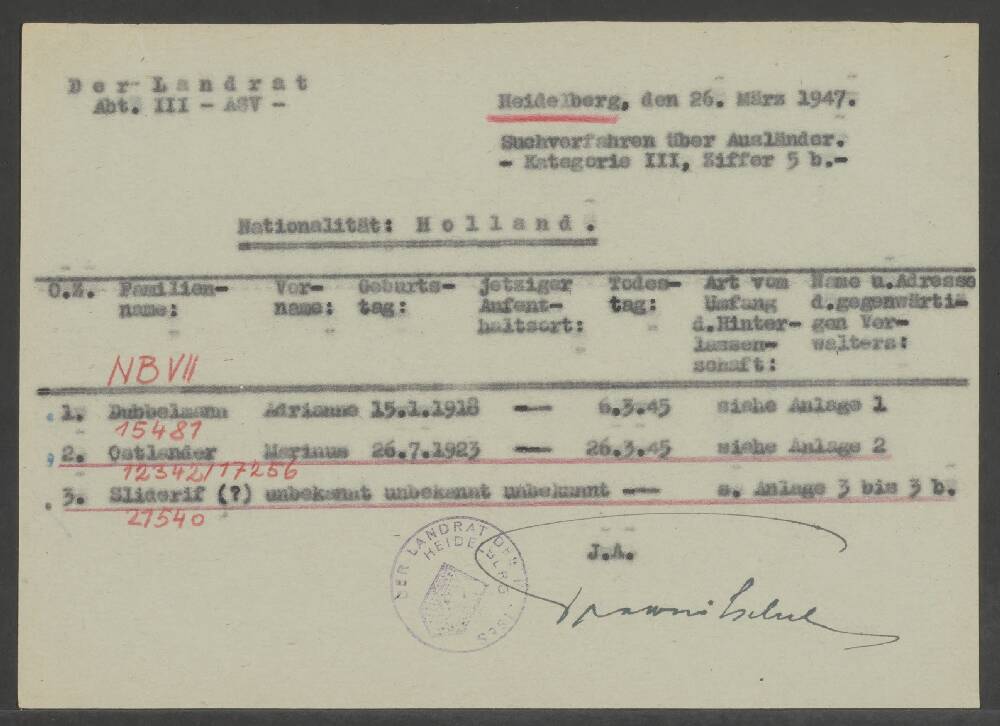 Der Landrat
Abt. III - ASV -
Heidelberg, den 26. März 1947.
Suchverfahren über Ausländer.
- Kategorie III, Ziffer 5 b.-
Nationalität: Holland.
O.Z. Familien- Vor- Geburts- jetziger Todes- Art vom Name u.Adresse
name: name: tag: Aufent- tag: Umfang d.gegenwärti-
haltsort: d.Hinter- gen Ver-
lassen- walters:
schaft:
NB VII
1. Dubbelmann Adrianne 15.1.1918 -- 6.3.45 siehe Anlage 1
15481
2. Ostlander Marinus 26.7.1923 -- 26.3.45 siehe Anlage 2
12342/17256
3. Sliderif (?) unbekannt unbekannt unbekannt -- s. Anlage 3 bis 3 b.
27540
J.A.
DER LANDRAT DES
HEIDELBERG